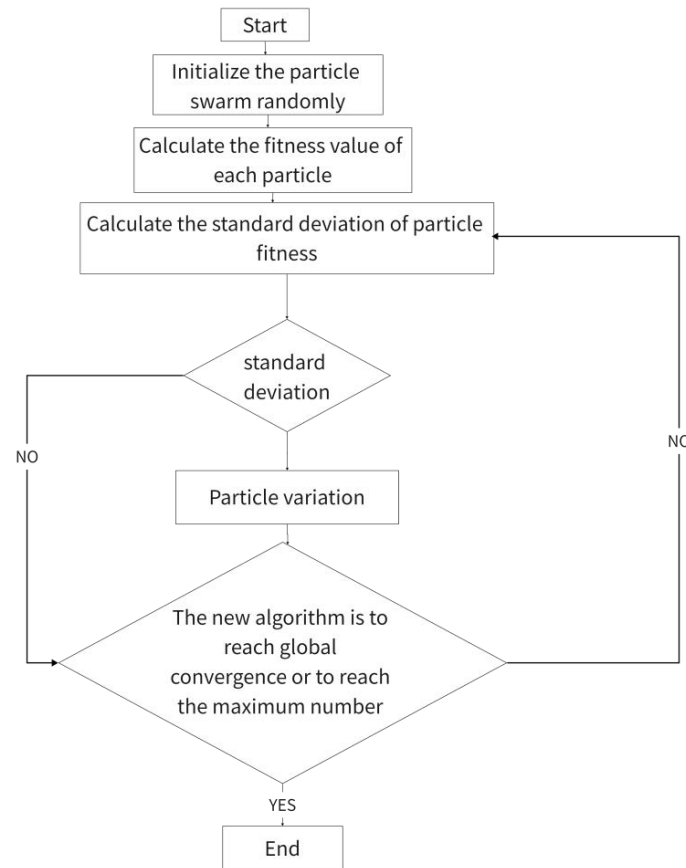 Start
Initialize the particle
swarm randomly
Calculate the fitness value of
each particle
Calculate the standard deviation of particle
fitness
standard
deviation
NO
NO
Particle variation
The new algorithm is to
reach global
convergence or to reach
the maximum number
YES
End